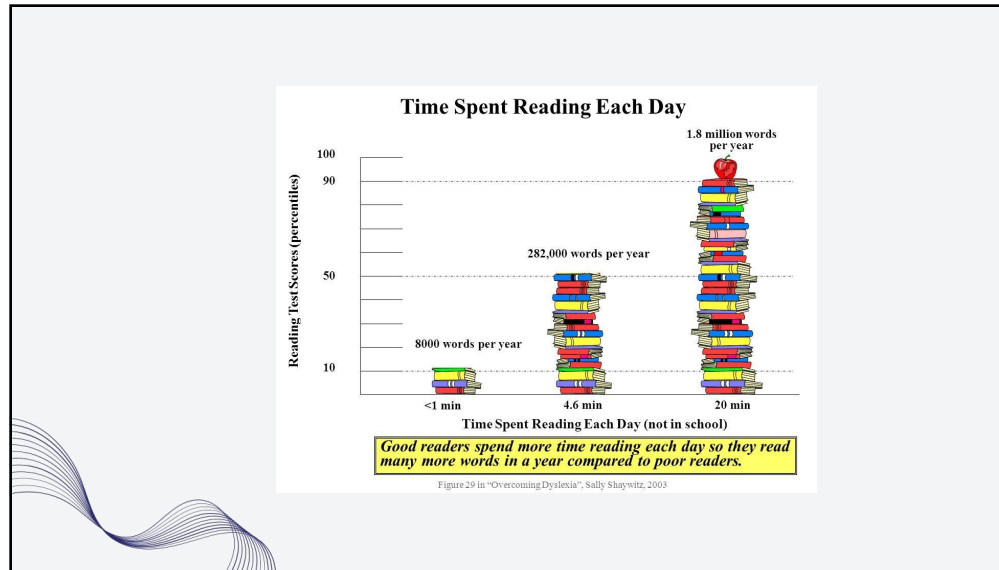 Time Spent Reading Each Day
1.8 million words
per year
100
90
282,000 words per year
50
8000 words per year
10
Reading Test Scores (percentiles)
<1 min
4.6 min
20 min
Time Spent Reading Each Day (not in school)
Good readers spend more time reading each day so they read
many more words in a year compared to poor readers.
Figure 29 in “Overcoming Dyslexia”, Sally Shaywitz, 2003